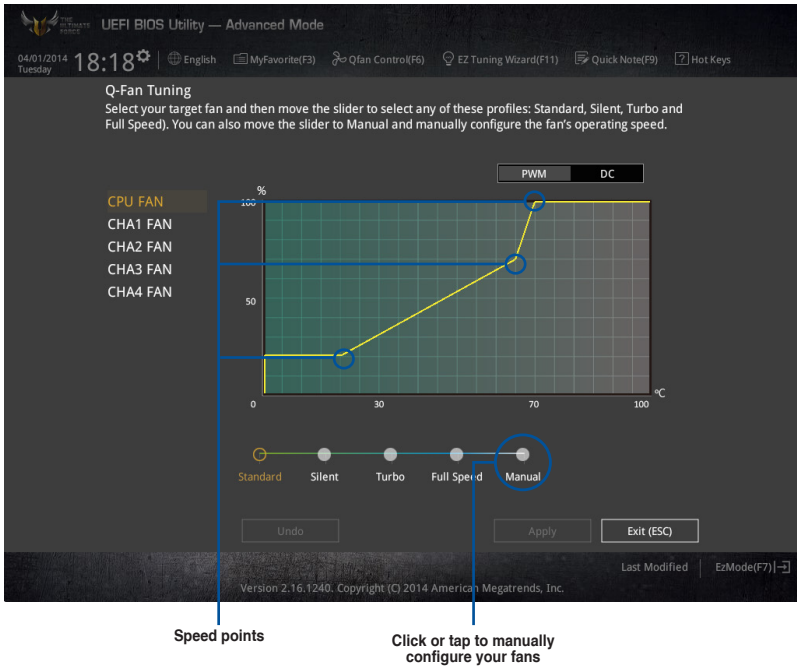 THE
ULTIMATE
FORCE
UEFI BIOS Utility — Advanced Mode
04/01/2014
Tuesday
18:18
English
MyFavorite(F3)
Qfan Control(F6)
EZ Tuning Wizard(F11)
Quick Note(F9)
?
Hot Keys
Q-Fan Tuning
Select your target fan and then move the slider to select any of these profiles: Standard, Silent, Turbo and
Full Speed). You can also move the slider to Manual and manually configure the fan's operating speed.
PWM
DC
CPU FAN
CHA1 FAN
CHA2 FAN
CHA3 FAN
CHA4 FAN
%
100
50
0
30
70
100
ºC
Standard
Silent
Turbo
Full Speed
Manual
Undo
Apply
Exit (ESC)
Last Modified
EzMode(F7)
Version 2.16.1240. Copyright (C) 2014 American Megatrends, Inc.
Speed points
Click or tap to manually
configure your fans